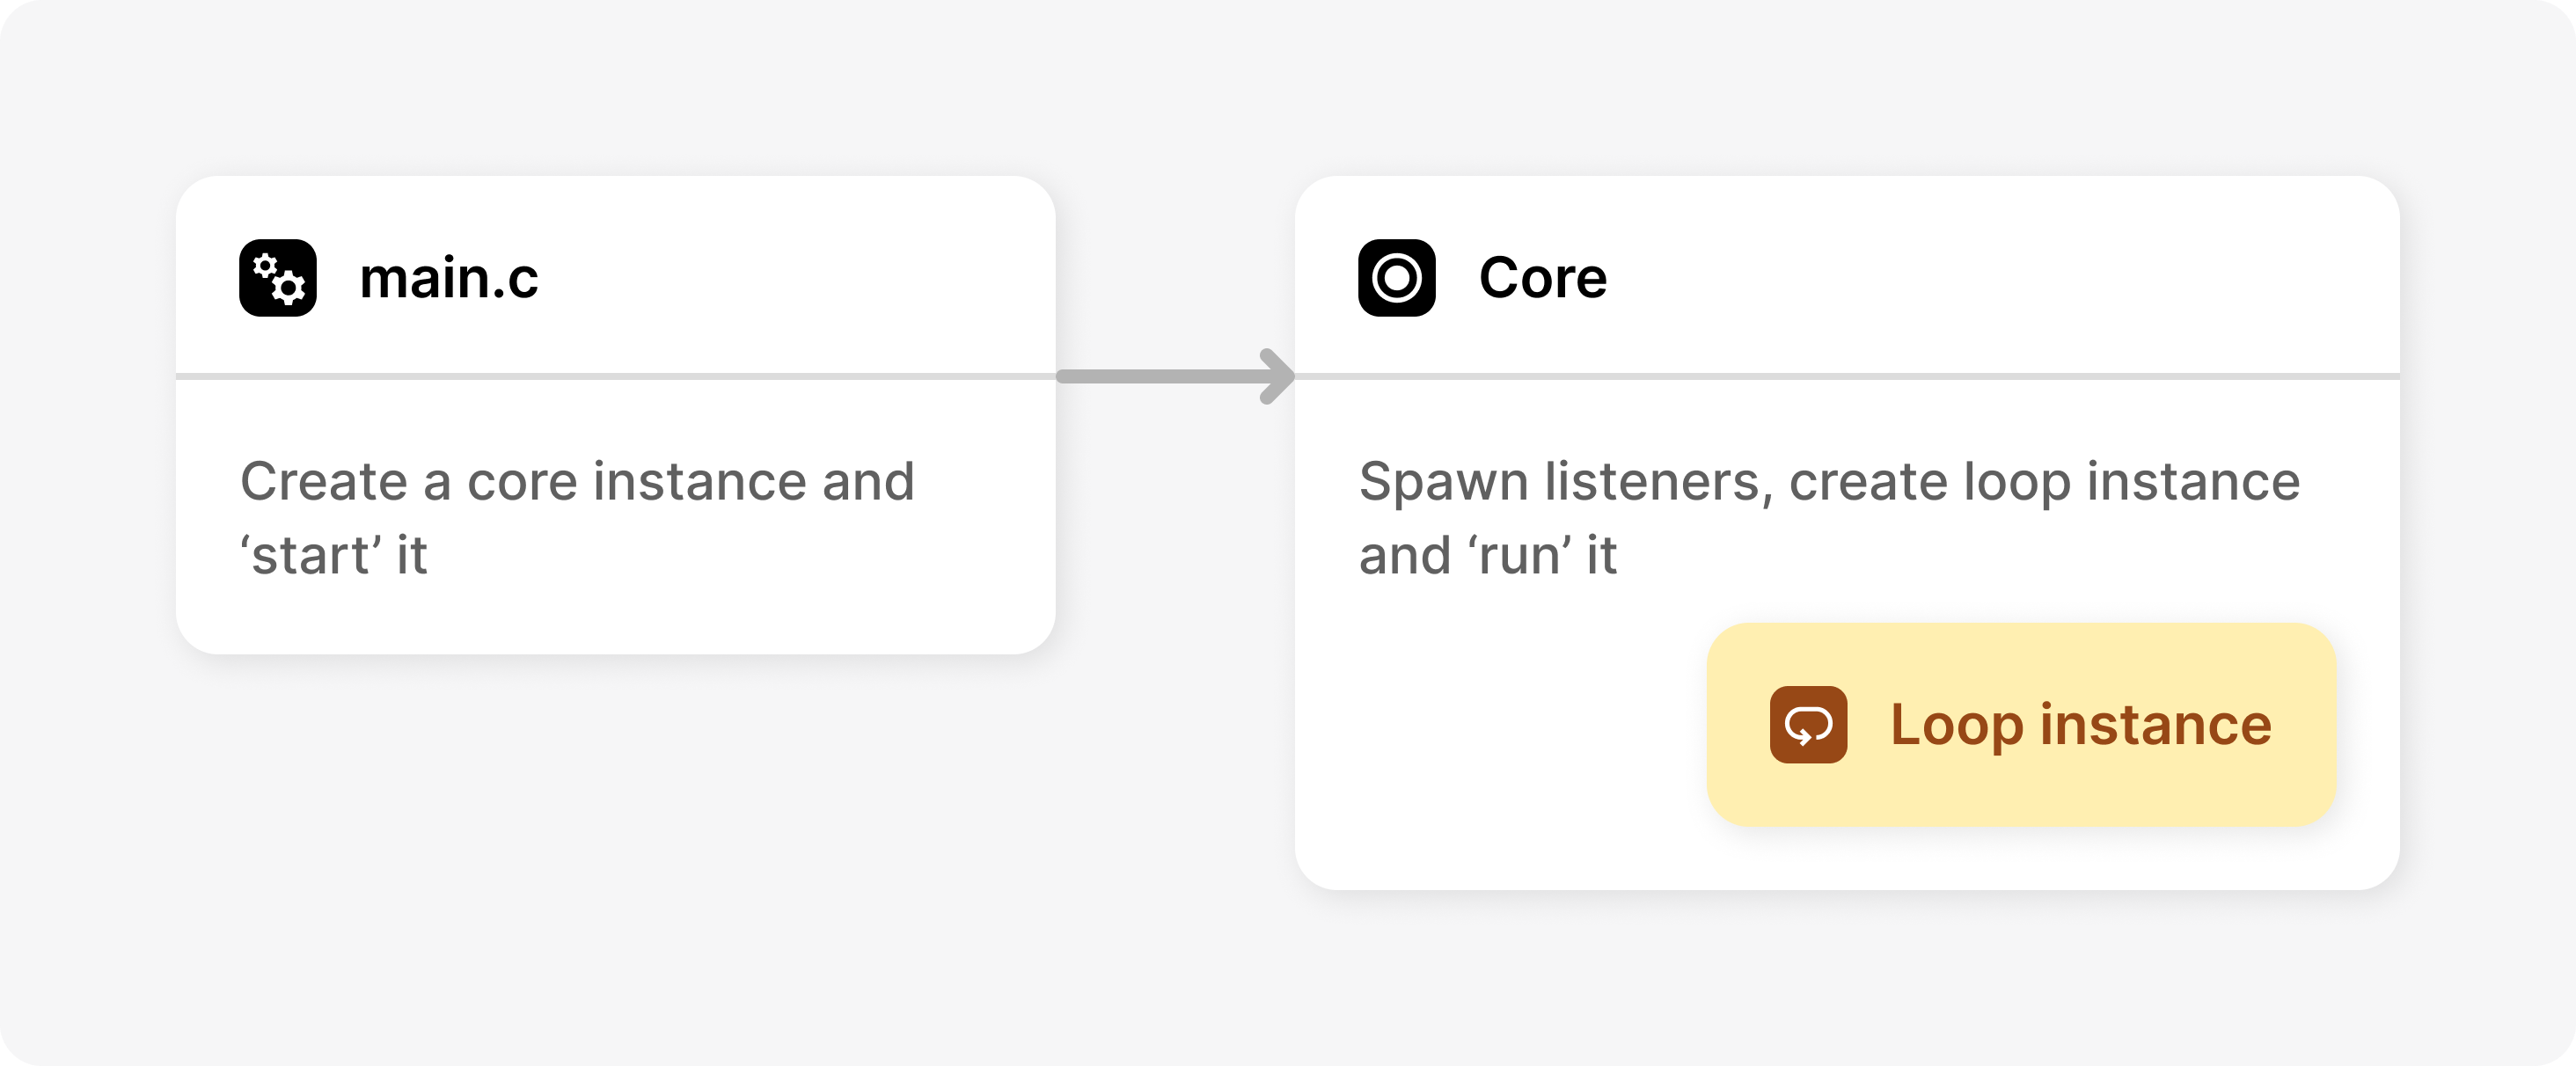 main.c
Create a core instance and
‘start’ it
Core
Spawn listeners, create loop instance
and ‘run’ it
Loop instance